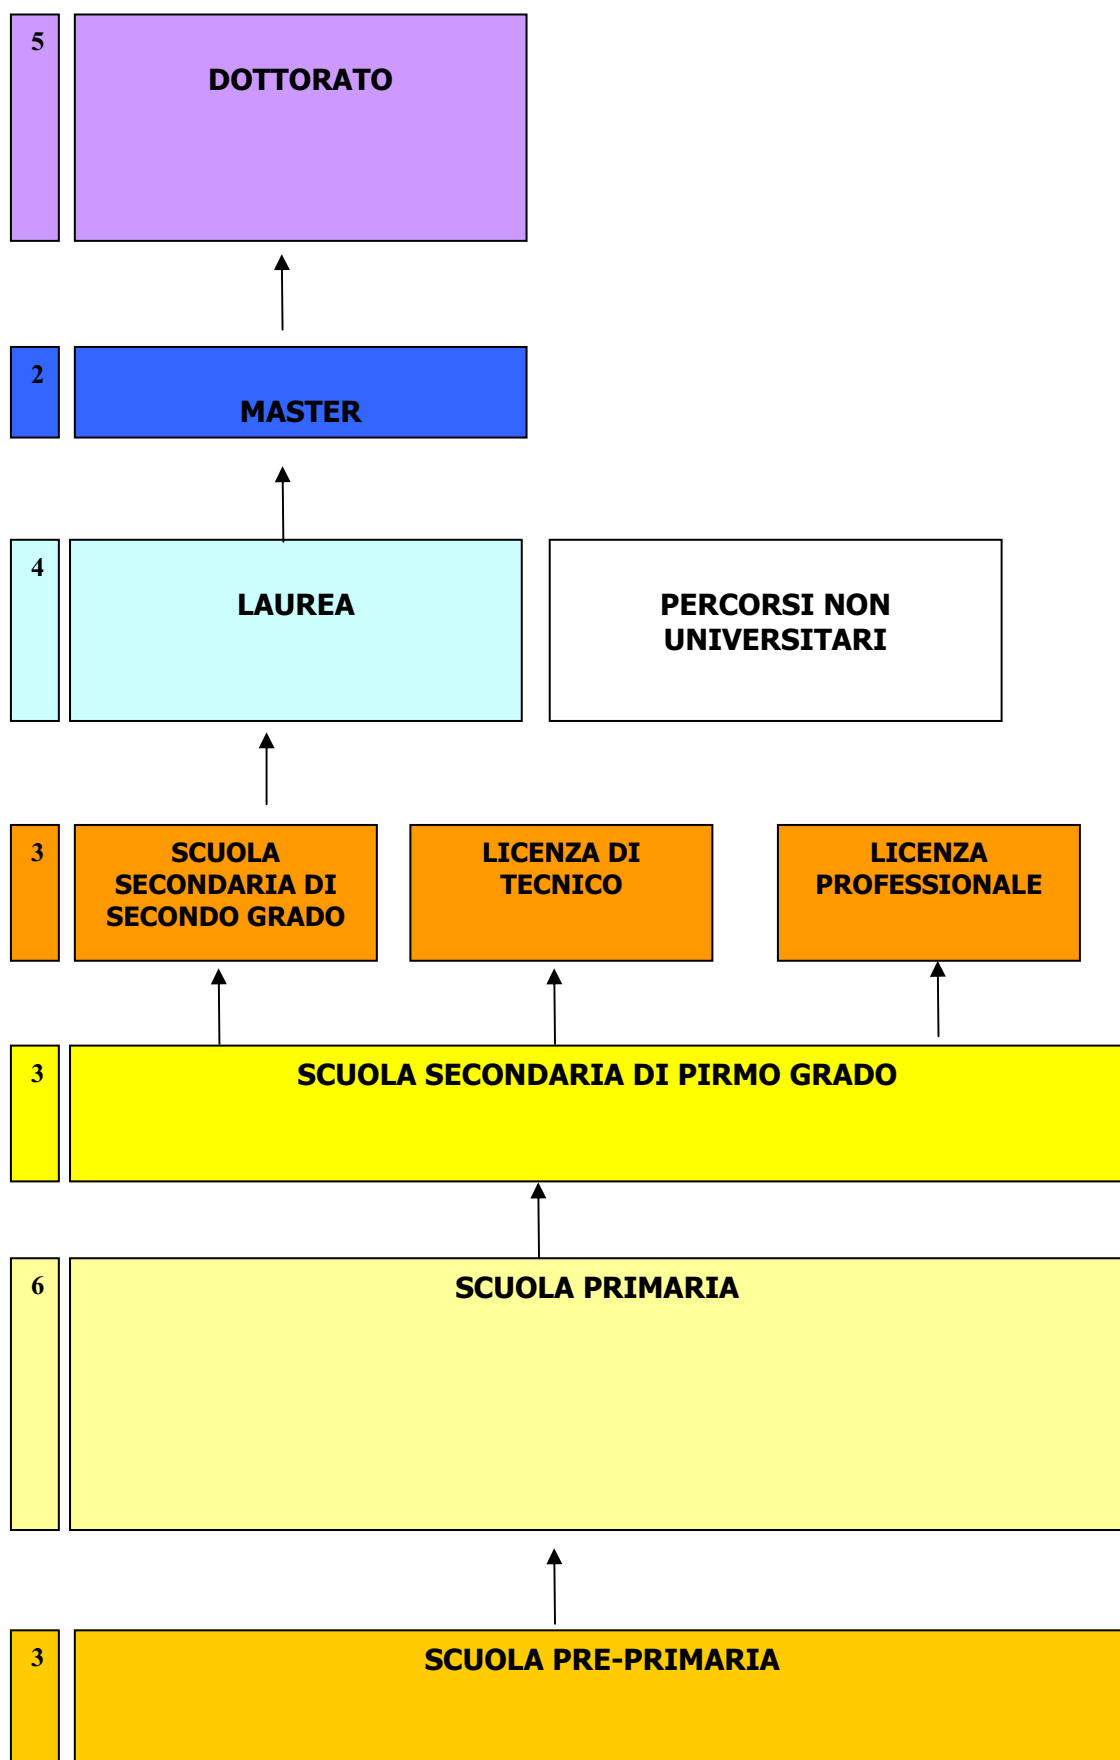 5
DOTTORATO
2
MASTER
4
LAUREA
PERCORSI NON
UNIVERSITARI
3
SCUOLA
SECONDARIA DI
SECONDO GRADO
LICENZA DI
TECNICO
LICENZA
PROFESSIONALE
3
SCUOLA SECONDARIA DI PIRMO GRADO
6
SCUOLA PRIMARIA
3
SCUOLA PRE-PRIMARIA